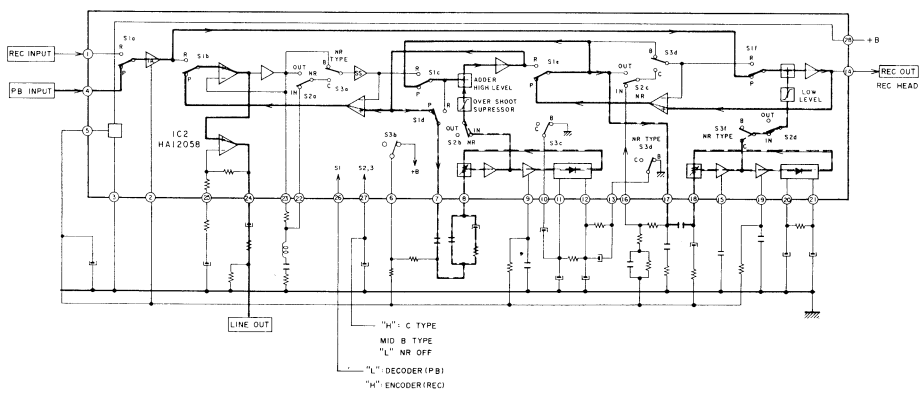 S1a
S1b
NR TYPE
S3d
S1f
28
+B
REC INPUT
1
R
P
1A
R
P
OUT
NR
IN
S2a
B
C
S3a
SS
R
P
S1c
ADDER
HIGH LEVEL
R
P
S1e
OUT
NR
IN
S2c
B
C
R
P
14
REC OUT
REC HEAD
PB INPUT
4
5
IC2
HA12058
S1d
P
R
OVER SHOOT
SUPRESSOR
LOW
LEVEL
S3b
C
B
+B
S1
S2,3
OUT
IN
NR
S2b
C
B
S3c
NR TYPE
S3d
C
B
S3f
NR TYPE
B
C
OUT
IN
S2d
3
2
25
24
23
22
26
27
6
7
8
9
10
11
12
13
16
17
18
15
19
20
21
LINE OUT
"H": C TYPE
MID B TYPE
"L" NR OFF
"L": DECODER (PB)
"H": ENCODER (REC)